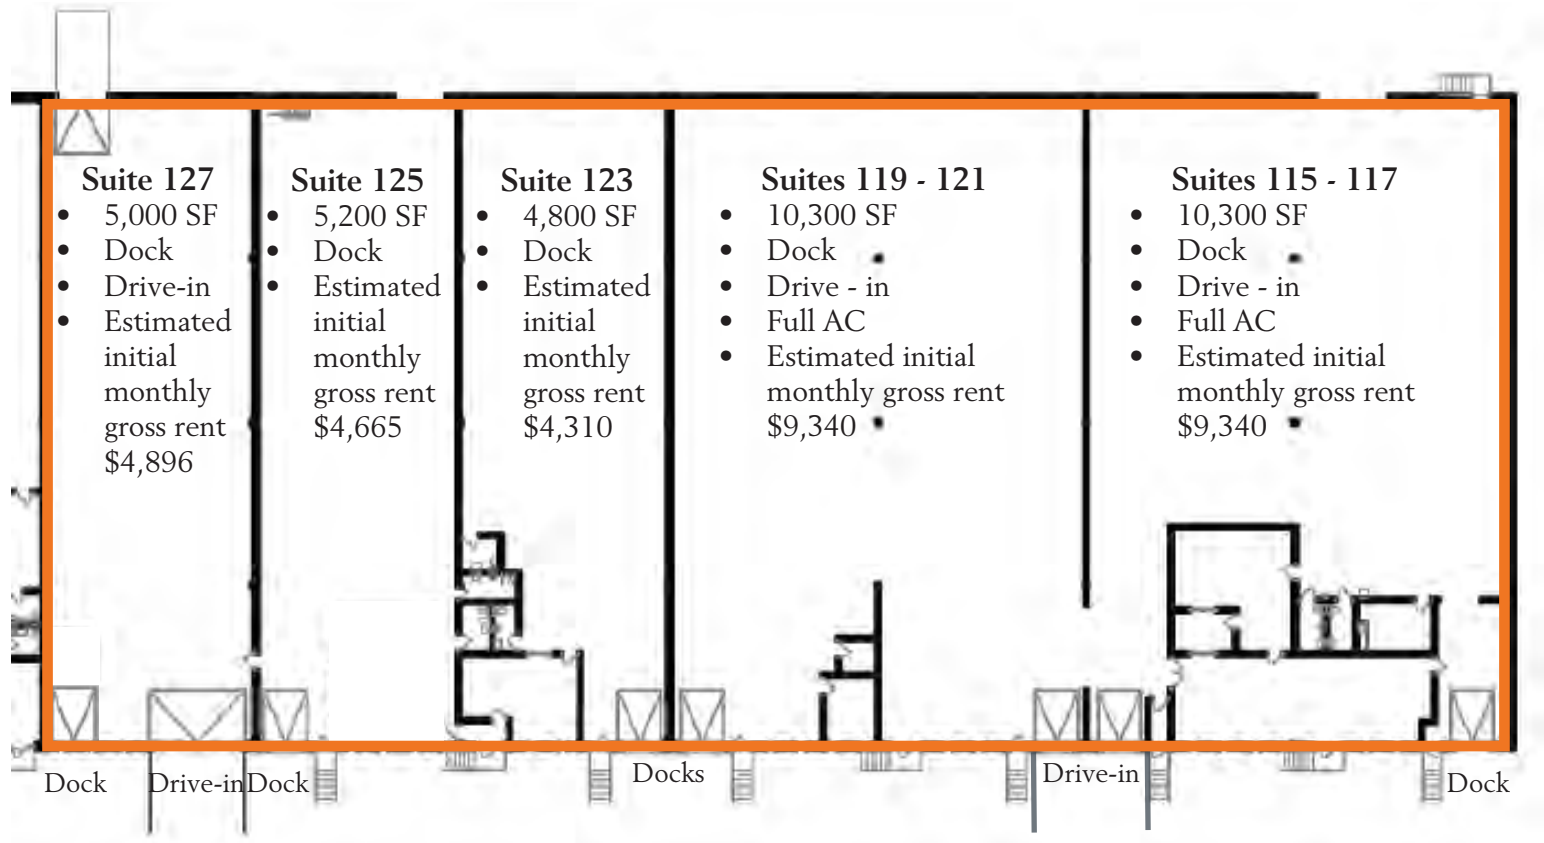 Suite 127
• 5,000 SF
• Dock
• Drive-in
• Estimated
initial
monthly
gross rent
$4,896
Suite 125
• 5,200 SF
• Dock
• Estimated
initial
monthly
gross rent
$4,665
Suite 123
• 4,800 SF
• Dock
• Estimated
initial
monthly
gross rent
$4,310
Suites 119 - 121
• 10,300 SF
• Dock
• Drive - in
• Full AC
• Estimated initial
monthly gross rent
$9,340
Suites 115 - 117
• 10,300 SF
• Dock
• Drive - in
• Full AC
• Estimated initial
monthly gross rent
$9,340
Dock
Drive-in
Dock
Docks
Drive-in
Dock